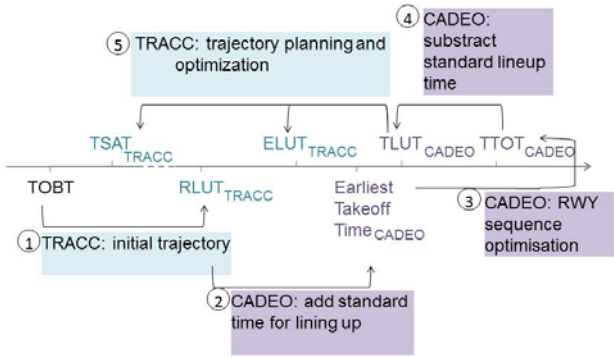 ④ CADEO:
substract
standard lineup
time
⑤ TRACC: trajectory planning and
optimization
TSAT TRACC
ELUT TRACC
TLUT CADEO
TTOT CADEO
TOBT
RLUT TRACC
Earliest
Takeoff
Time CADEO
③ CADEO: RWY
sequence
optimisation
① TRACC: initial trajectory
② CADEO: add standard
time for lining up